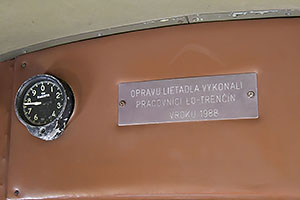 OPRAVU LIETADLA VYKONALI
PRACOVNÍCI LO-TRENČÍN
V ROKU 1988